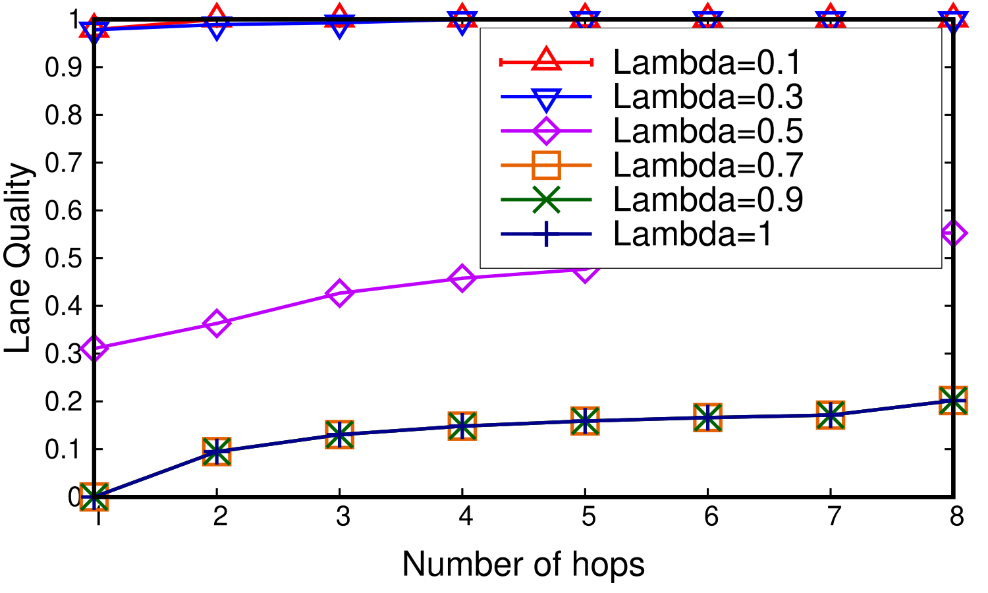 1
0.9
0.8
0.7
0.6
0.5
0.4
0.3
0.2
0.1
0
Lane Quality
Lambda=0.1
Lambda=0.3
Lambda=0.5
Lambda=0.7
Lambda=0.9
Lambda=1
1 2 3 4 5 6 7 8
Number of hops